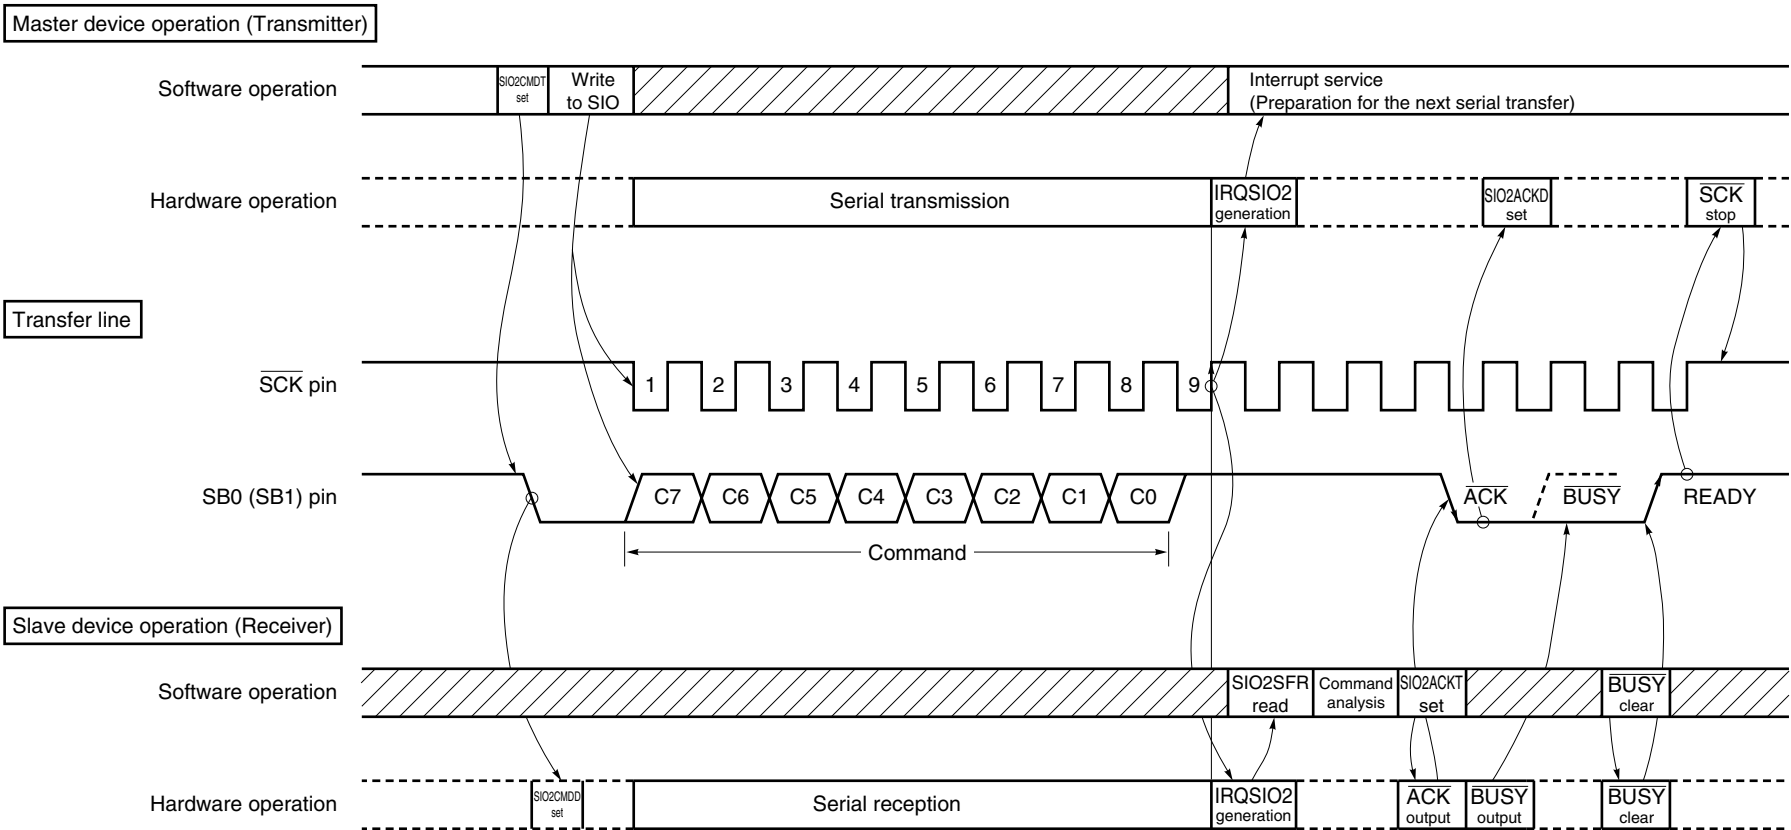 Master device operation (Transmitter)
Software operation
SIO2CMDT
set
Write
to SIO
Interrupt service
(Preparation for the next serial transfer)
Hardware operation
Serial transmission
IRQSIO2
generation
SIO2ACKD
set
SCK
stop
Transfer line
SCK pin
1 2 3 4 5 6 7 8 9
SB0 (SB1) pin
C7 C6 C5 C4 C3 C2 C1 C0
ACK
BUSY
READY
Command
Slave device operation (Receiver)
Software operation
SIO2SFR
read
Command
analysis
SIO2ACKT
set
BUSY
clear
Hardware operation
SIO2CMDD
set
Serial reception
IRQSIO2
generation
ACK
output
BUSY
output
BUSY
clear